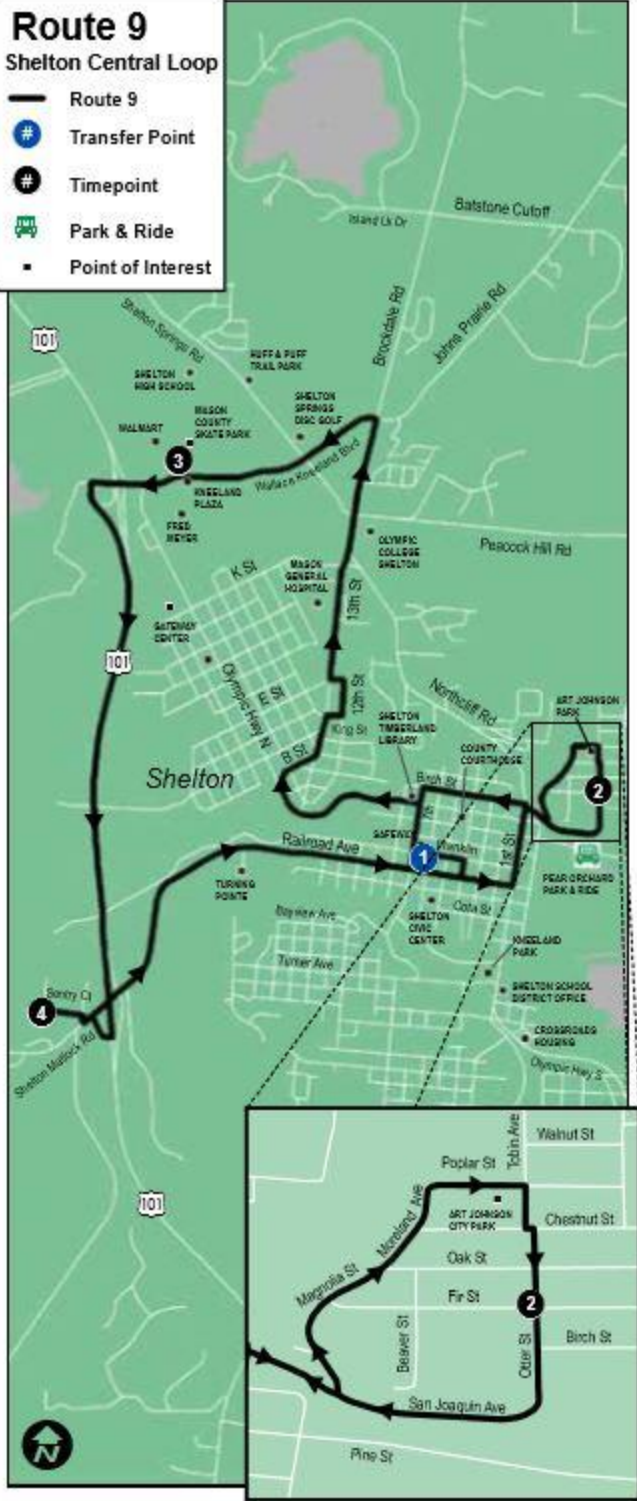 Route 9
Shelton Central Loop
Route 9
# Transfer Point
# Timepoint
Park & Ride
Point of Interest
Island Lk Dr
Batstone Cutoff
Brockdale Rd
Johns Prairie Rd
Shelton Springs Rd
101
SHELTON
HIGH SCHOOL
HUFF & PUFF
TRAIL PARK
WALMART
MASON
COUNTY
SKATE PARK
SHELTON
SPRINGS
DISC GOLF
3
KNEELAND
PLAZA
Wallace Kneeland Blvd
FRED
MEYER
OLYMPIC
COLLEGE
SHELTON
Peacock Hill Rd
K St
MASON
GENERAL
HOSPITAL
13th St
GATEWAY
CENTER
101
Olympic Hwy N
E St
12th St
Northcliff Rd
King St
SHELTON
TIMBERLAND
LIBRARY
ART JOHNSON
PARK
B St
COUNTY
COURTHOUSE
Shelton
Birch St
2
7th
Railroad Ave
Franklin
1
1st St
TURNING
POINTE
PEAR ORCHARD
PARK & RIDE
Cota St
Bayview Ave
SHELTON
CIVIC
CENTER
KNEELAND
PARK
Turner Ave
SHELTON SCHOOL
DISTRICT OFFICE
Sentry Ct
4
CROSSROADS
HOUSING
Shelton Matlock Rd
Olympic Hwy S
101
Tobin Ave
Walnut St
Poplar St
ART JOHNSON
CITY PARK
Chestnut St
Moreland Ave
Oak St
Magnolia St
Fir St
2
Beaver St
Otter St
Birch St
San Joaquin Ave
Pine St
N